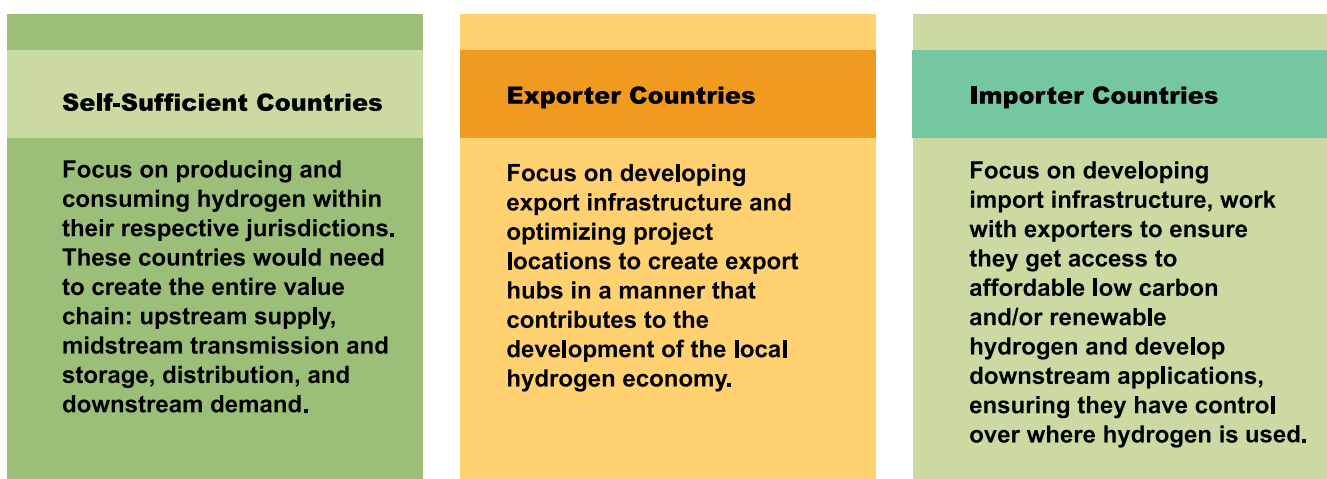 Self-Sufficient Countries
Focus on producing and
consuming hydrogen within
their respective jurisdictions.
These countries would need
to create the entire value
chain: upstream supply,
midstream transmission and
storage, distribution, and
downstream demand.
Exporter Countries
Focus on developing
export infrastructure and
optimizing project
locations to create export
hubs in a manner that
contributes to the
development of the local
hydrogen economy.
Importer Countries
Focus on developing
import infrastructure, work
with exporters to ensure
they get access to
affordable low carbon
and/or renewable
hydrogen and develop
downstream applications,
ensuring they have control
over where hydrogen is used.